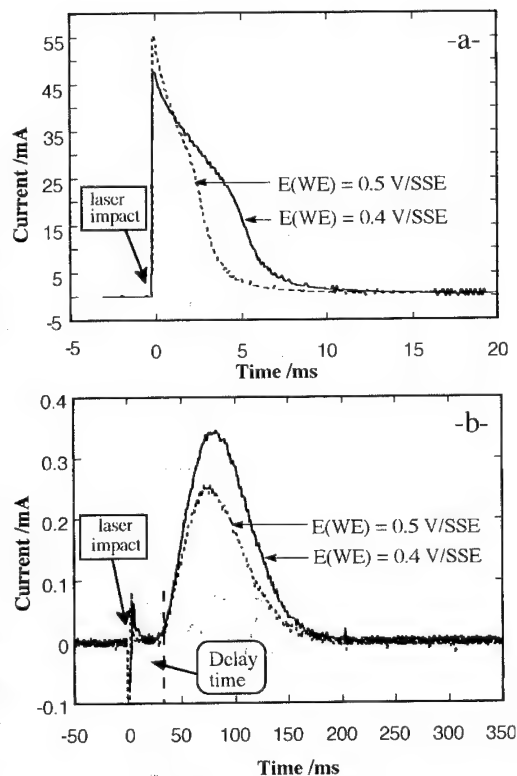 -a-
55
45
35
25
15
5
-5
Current /mA
laser
impact
E(WE) = 0.5 V/SSE
E(WE) = 0.4 V/SSE
-5
0
5
10
15
20
Time /ms
-b-
0.4
0.3
0.2
0.1
0
-0.1
Current /mA
laser
impact
E(WE) = 0.5 V/SSE
E(WE) = 0.4 V/SSE
Delay
time
-50
0
50
100
150
200
250
300
350
Time /ms